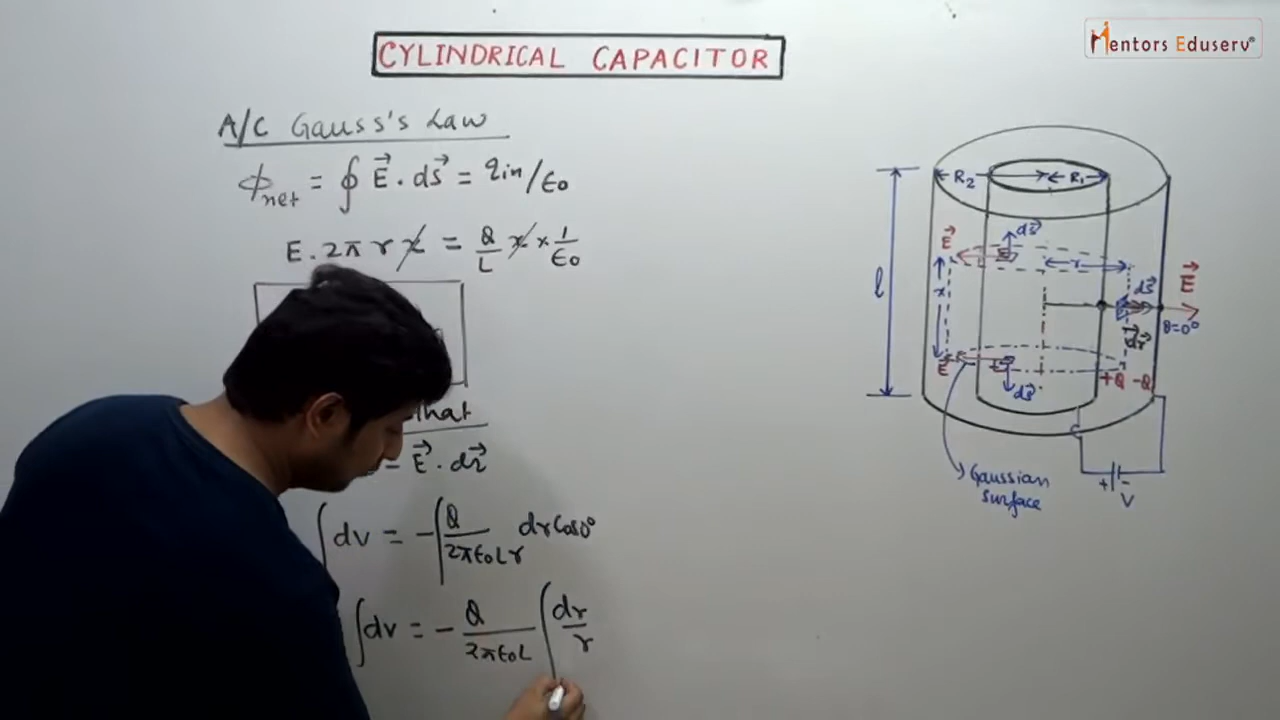 CYLINDRICAL CAPACITOR
Mentors Eduserv®
A/C Gauss's Law
ϕnet = ∮ E⃗ . ds⃗ = qin/ϵ0
E . 2π r x = Q/L x × 1/ϵ0
that
= E⃗ . dr⃗
∫ dv = -∫ Q/2πϵ0Lr dr Cos0°
∫ dv = - Q/2πϵ0L ∫ dr/r
R2
R1
l
ds⃗
E⃗
r
x
ds⃗
E⃗
θ=0°
dr⃗
E
ds⃗
+Q -Q
Gaussian
surface
+ -
V